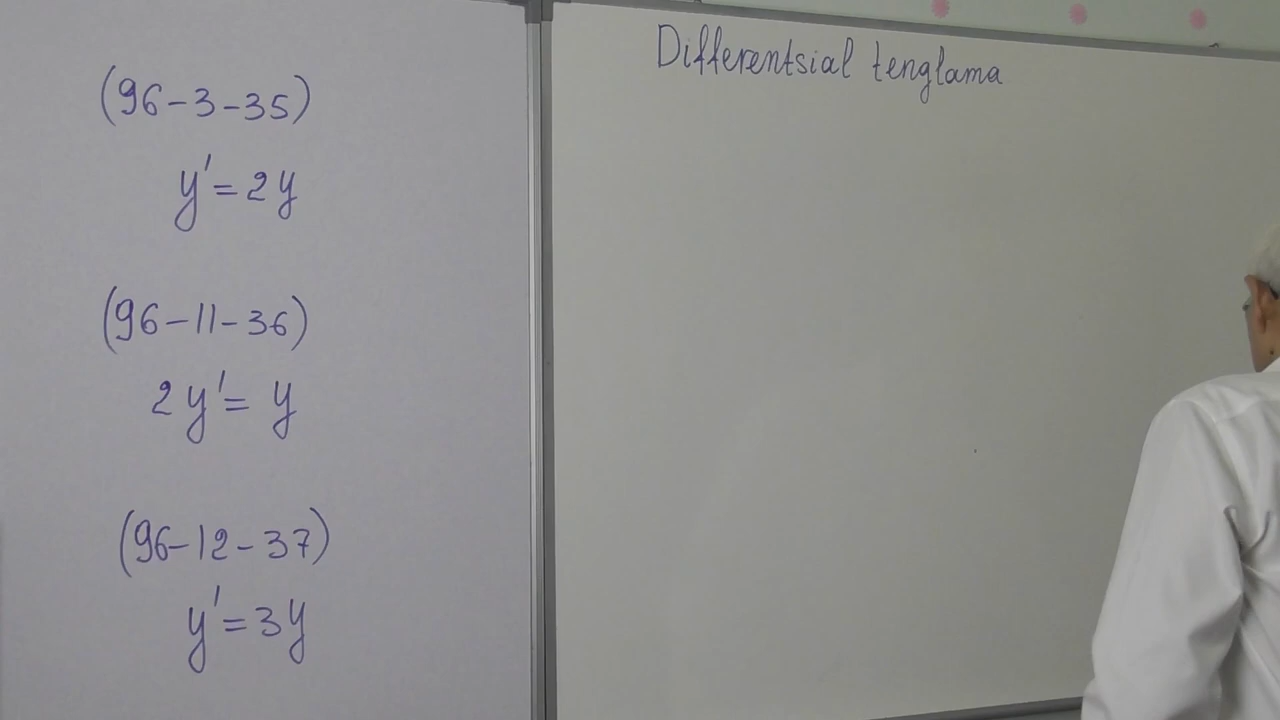 (96-3-35)
y'=2y
(96-11-36)
2y'=y
(96-12-37)
y'=3y
Differentsial tenglama